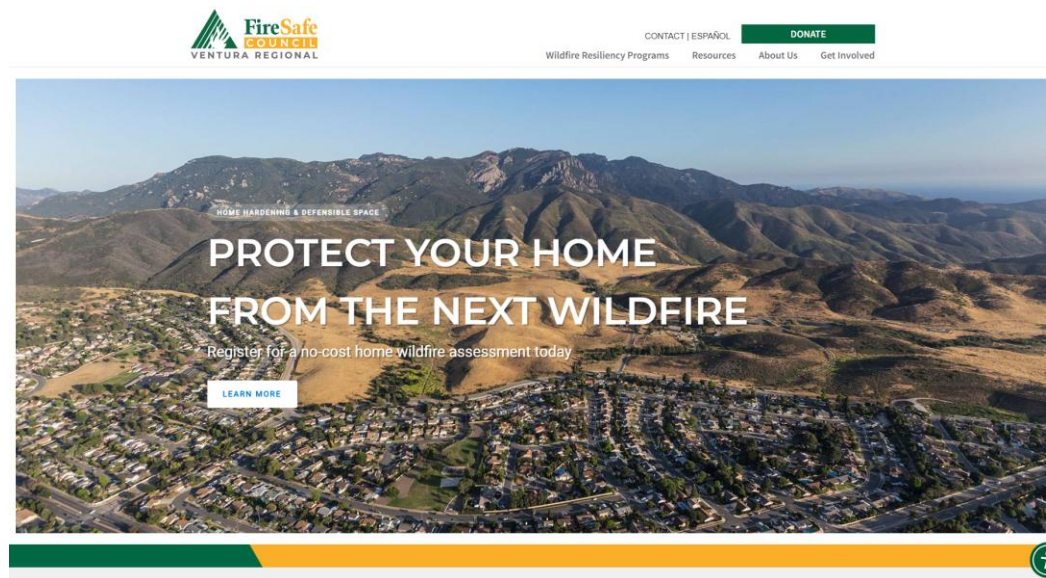 FireSafe
COUNCIL
VENTURA REGIONAL
CONTACT | ESPAÑOL
DONATE
Wildfire Resiliency Programs
Resources
About Us
Get Involved
HOME HARDENING & DEFENSIBLE SPACE
PROTECT YOUR HOME
FROM THE NEXT WILDFIRE
Register for a no-cost home wildfire assessment today
LEARN MORE